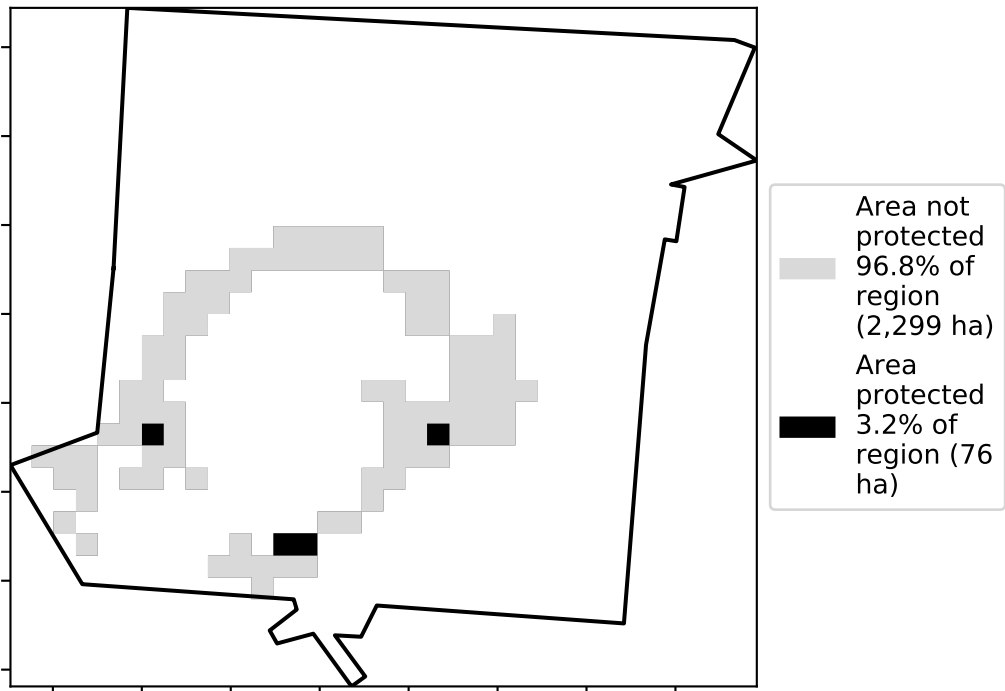 Area not
protected
96.8% of
region
(2,299 ha)
Area
protected
3.2% of
region (76
ha)